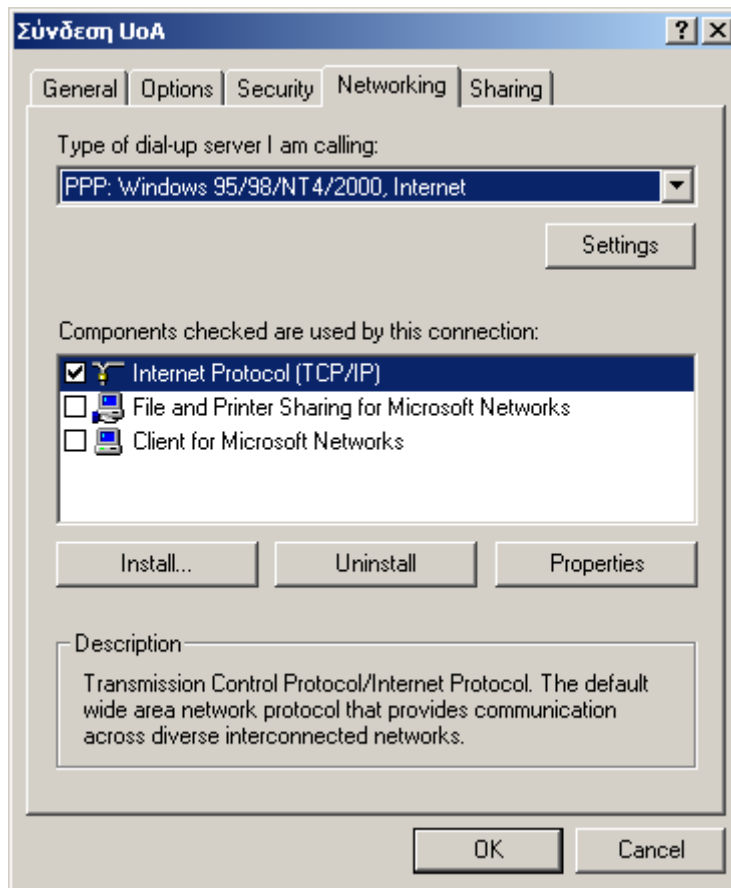 Σύνδεση UoA
General Options Security Networking Sharing
Type of dial-up server I am calling:
PPP: Windows 95/98/NT4/2000, Internet
Settings
Components checked are used by this connection:
Internet Protocol (TCP/IP)
File and Printer Sharing for Microsoft Networks
Client for Microsoft Networks
Install... Uninstall Properties
Description
Transmission Control Protocol/Internet Protocol. The default
wide area network protocol that provides communication
across diverse interconnected networks.
OK Cancel